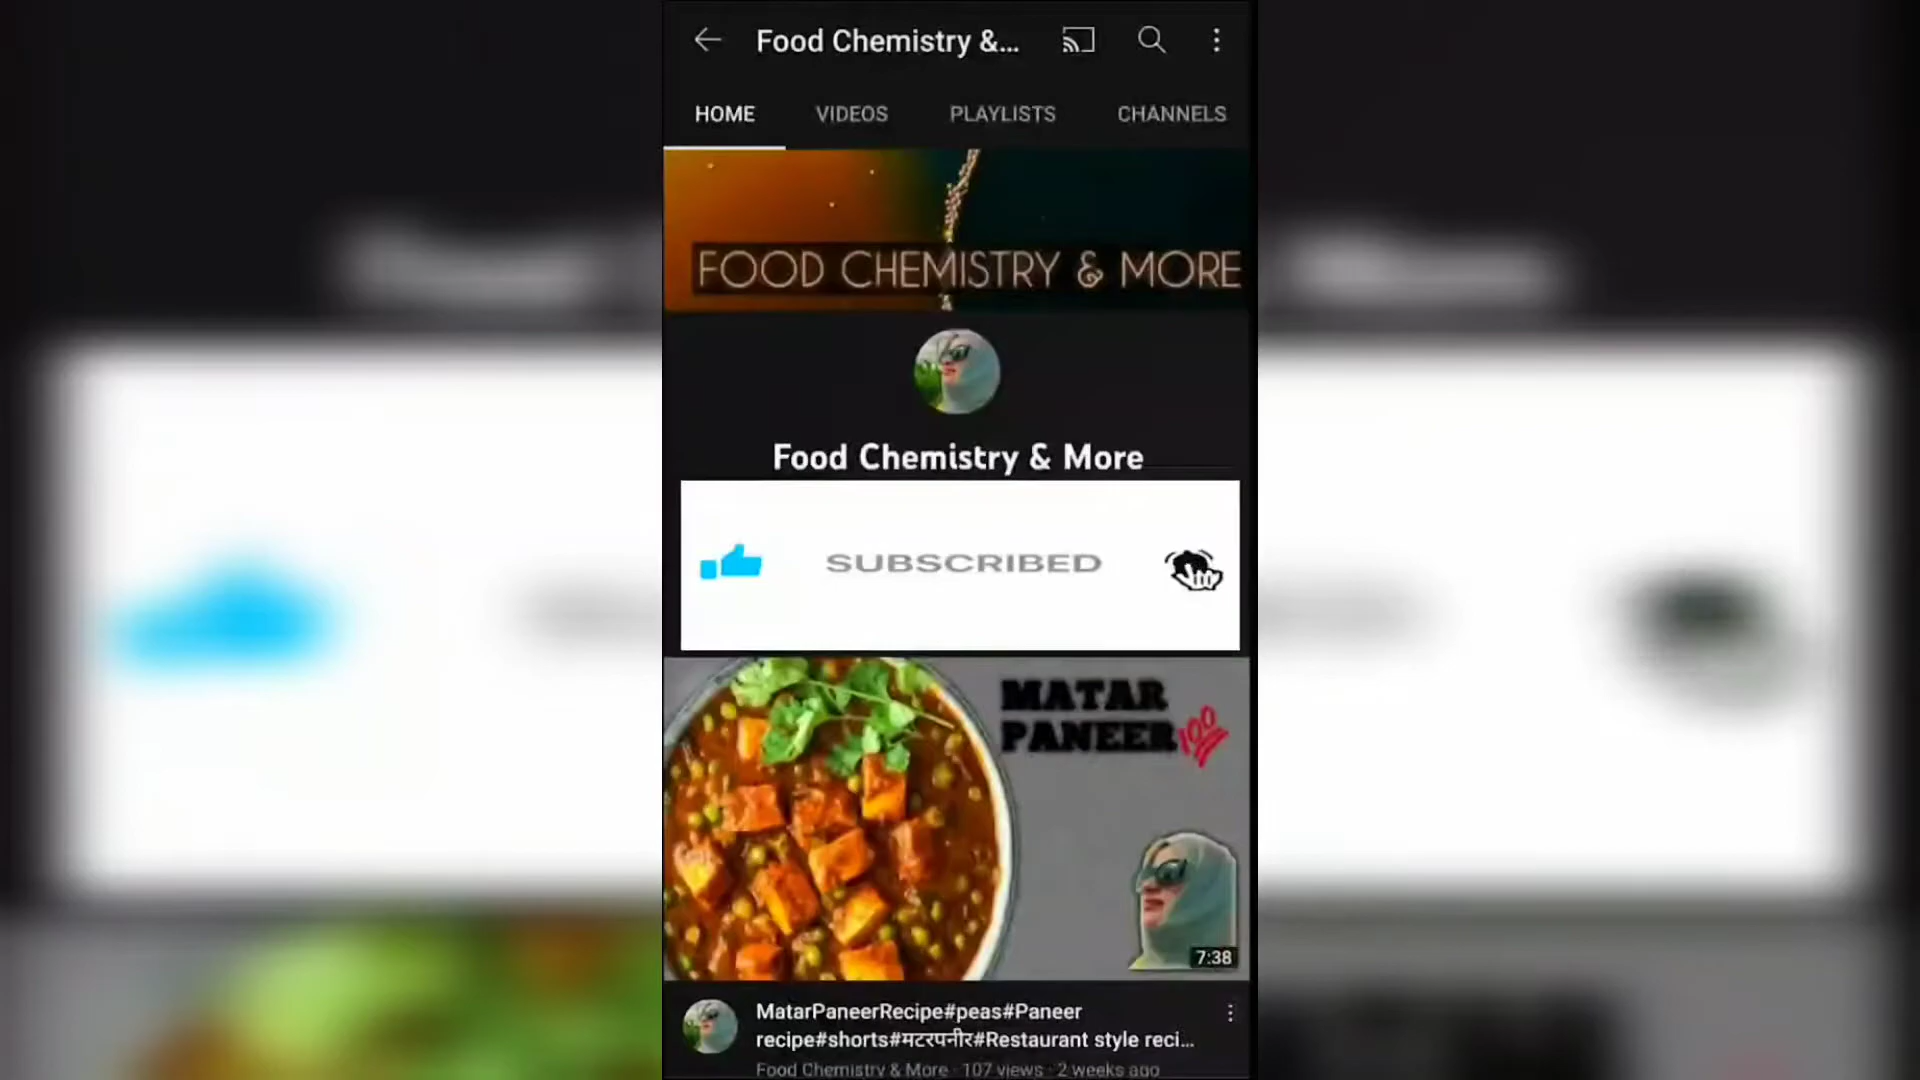 Food Chemistry &...
HOME VIDEOS PLAYLISTS CHANNELS
FOOD CHEMISTRY & MORE
Food Chemistry & More
SUBSCRIBED
MATAR
PANEER💯
7:38
MatarPaneerRecipe#peas#Paneer
recipe#shorts#मटरपनीर#Restaurant style reci...
Food Chemistry & More · 107 views · 2 weeks ago